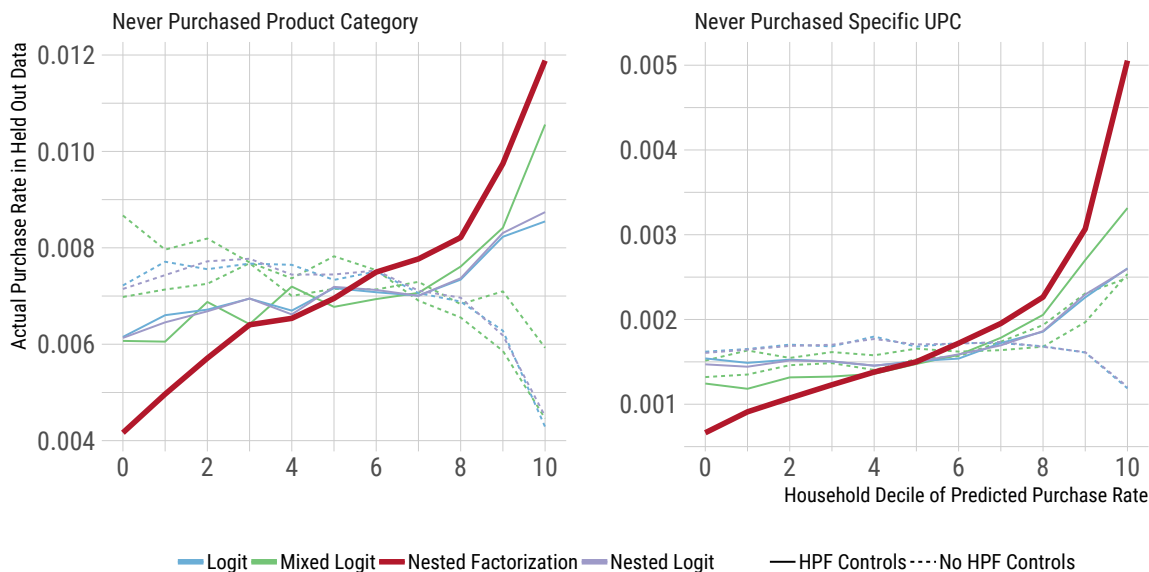 Never Purchased Product Category
Never Purchased Specific UPC
Actual Purchase Rate in Held Out Data
0.012
0.010
0.008
0.006
0.004
0 2 4 6 8 10
0.005
0.004
0.003
0.002
0.001
0 2 4 6 8 10
Household Decile of Predicted Purchase Rate
Logit Mixed Logit Nested Factorization Nested Logit HPF Controls No HPF Controls